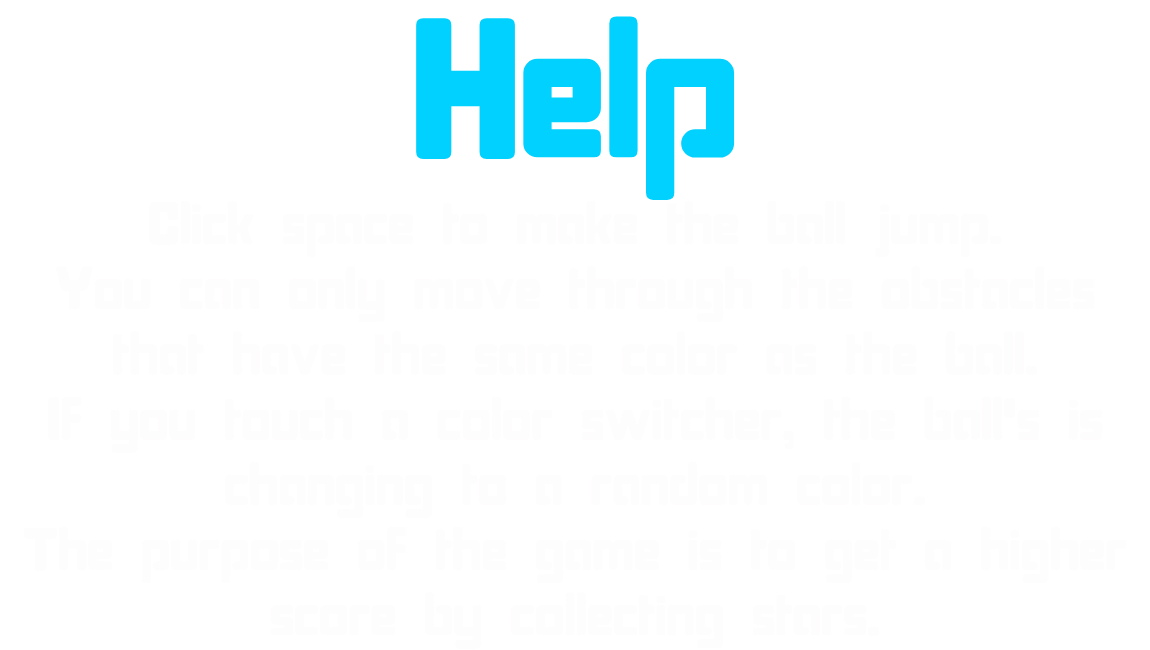 Help
Click space to make the ball jump.
You can only move through the obstacles
that have the same color as the ball.
If you touch a color switcher, the ball's is
changing to a random color.
The purpose of the game is to get a higher
score by collecting stars.